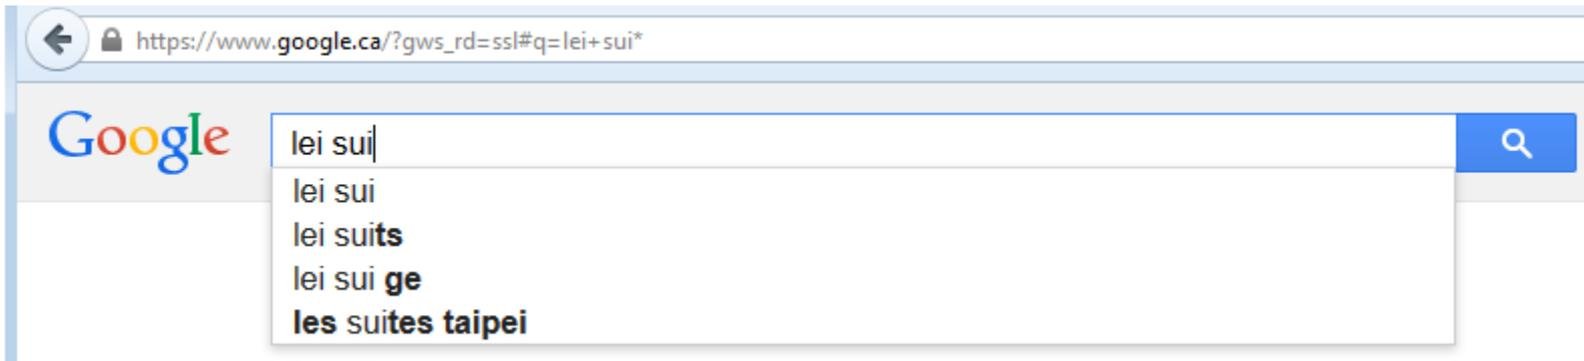 https://www.google.ca/?gws_rd=ssl#q=lei+sui*
Google lei sui
lei sui
lei suits
lei sui ge
les suites taipei